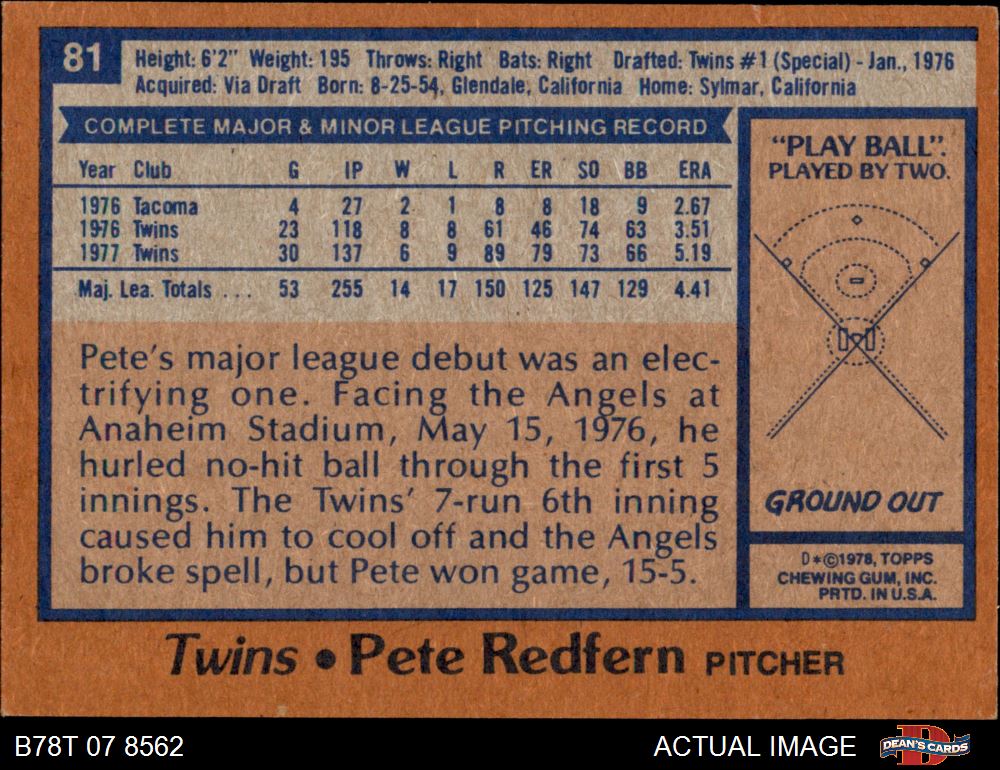 81
Height: 6'2" Weight: 195 Throws: Right Bats: Right Drafted: Twins #1 (Special) - Jan., 1976
Acquired: Via Draft Born: 8-25-54, Glendale, California Home: Sylmar, California
COMPLETE MAJOR & MINOR LEAGUE PITCHING RECORD
Year Club G IP W L R ER SO BB ERA
1976 Tacoma 4 27 2 1 8 8 18 9 2.67
1976 Twins 23 118 8 8 61 46 74 63 3.51
1977 Twins 30 137 6 9 89 79 73 66 5.19
Maj. Lea. Totals . . . 53 255 14 17 150 125 147 129 4.41
Pete's major league debut was an elec-
trifying one. Facing the Angels at
Anaheim Stadium, May 15, 1976, he
hurled no-hit ball through the first 5
innings. The Twins' 7-run 6th inning
caused him to cool off and the Angels
broke spell, but Pete won game, 15-5.
"PLAY BALL".
PLAYED BY TWO.
GROUND OUT
D*©1978, TOPPS
CHEWING GUM, INC.
PRTD. IN U.S.A.
Twins • Pete Redfern PITCHER
B78T 07 8562
ACTUAL IMAGE
DEAN'S CARDS